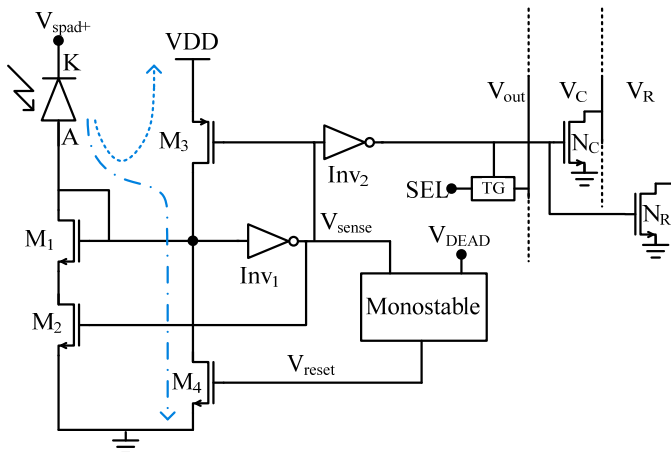 V_spad+
K
VDD
A
M_3
Inv_2
V_out
V_C
V_R
N_C
SEL
TG
N_R
M_1
Inv_1
V_sense
V_DEAD
M_2
Monostable
M_4
V_reset